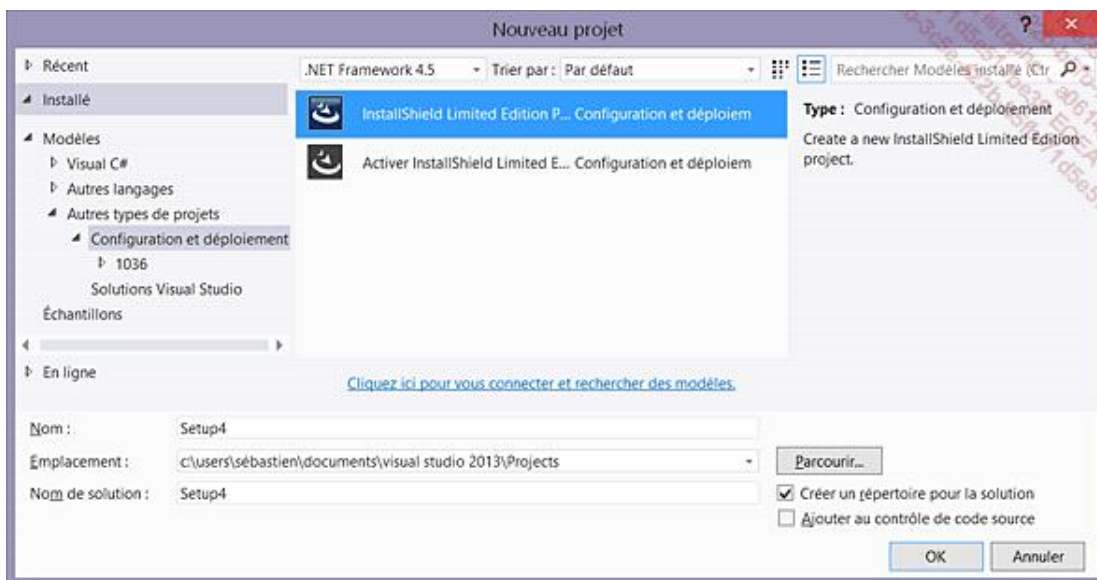 Nouveau projet
?
Récent
Installé
Modèles
Visual C#
Autres langages
Autres types de projets
Configuration et déploiement
1036
Solutions Visual Studio
Échantillons
En ligne
.NET Framework 4.5
Trier par : Par défaut
Rechercher Modèles installé (Ctr
InstallShield Limited Edition P... Configuration et déploiem
Activer InstallShield Limited E... Configuration et déploiem
Type : Configuration et déploiement
Create a new InstallShield Limited Edition
project.
Cliquez ici pour vous connecter et rechercher des modèles.
Nom :
Setup4
Emplacement :
c:\users\sébastien\documents\visual studio 2013\Projects
Parcourir...
Nom de solution :
Setup4
Créer un répertoire pour la solution
Ajouter au contrôle de code source
OK
Annuler